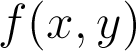 f(x, y)